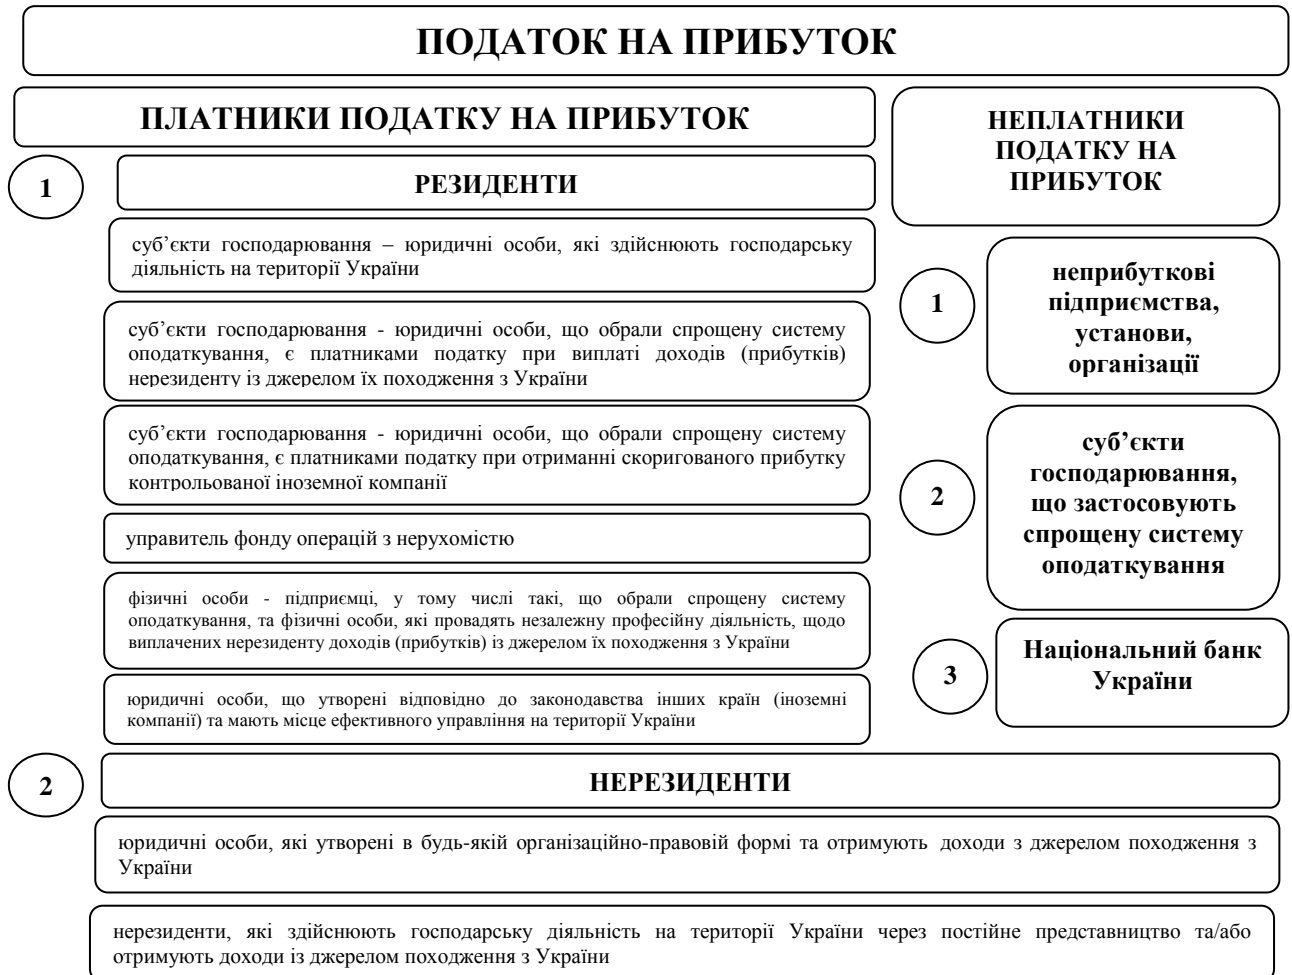 ПОДАТОК НА ПРИБУТОК
ПЛАТНИКИ ПОДАТКУ НА ПРИБУТОК
1
РЕЗИДЕНТИ
суб’єкти господарювання – юридичні особи, які здійснюють господарську
діяльність на території України
суб’єкти господарювання - юридичні особи, що обрали спрощену систему
оподаткування, є платниками податку при виплаті доходів (прибутків)
нерезиденту із джерелом їх походження з України
суб’єкти господарювання - юридичні особи, що обрали спрощену систему
оподаткування, є платниками податку при отриманні скоригованого прибутку
контрольованої іноземної компанії
управитель фонду операцій з нерухомістю
фізичні особи - підприємці, у тому числі такі, що обрали спрощену систему
оподаткування, та фізичні особи, які провадять незалежну професійну діяльність, щодо
виплачених нерезиденту доходів (прибутків) із джерелом їх походження з України
юридичні особи, що утворені відповідно до законодавства інших країн (іноземні
компанії) та мають місце ефективного управління на території України
НЕПЛАТНИКИ
ПОДАТКУ НА
ПРИБУТОК
1
неприбуткові
підприємства,
установи,
організації
2
суб’єкти
господарювання,
що застосовують
спрощену систему
оподаткування
3
Національний банк
України
2
НЕРЕЗИДЕНТИ
юридичні особи, які утворені в будь-якій організаційно-правовій формі та отримують доходи з джерелом походження з
України
нерезиденти, які здійснюють господарську діяльність на території України через постійне представництво та/або
отримують доходи із джерелом походження з України